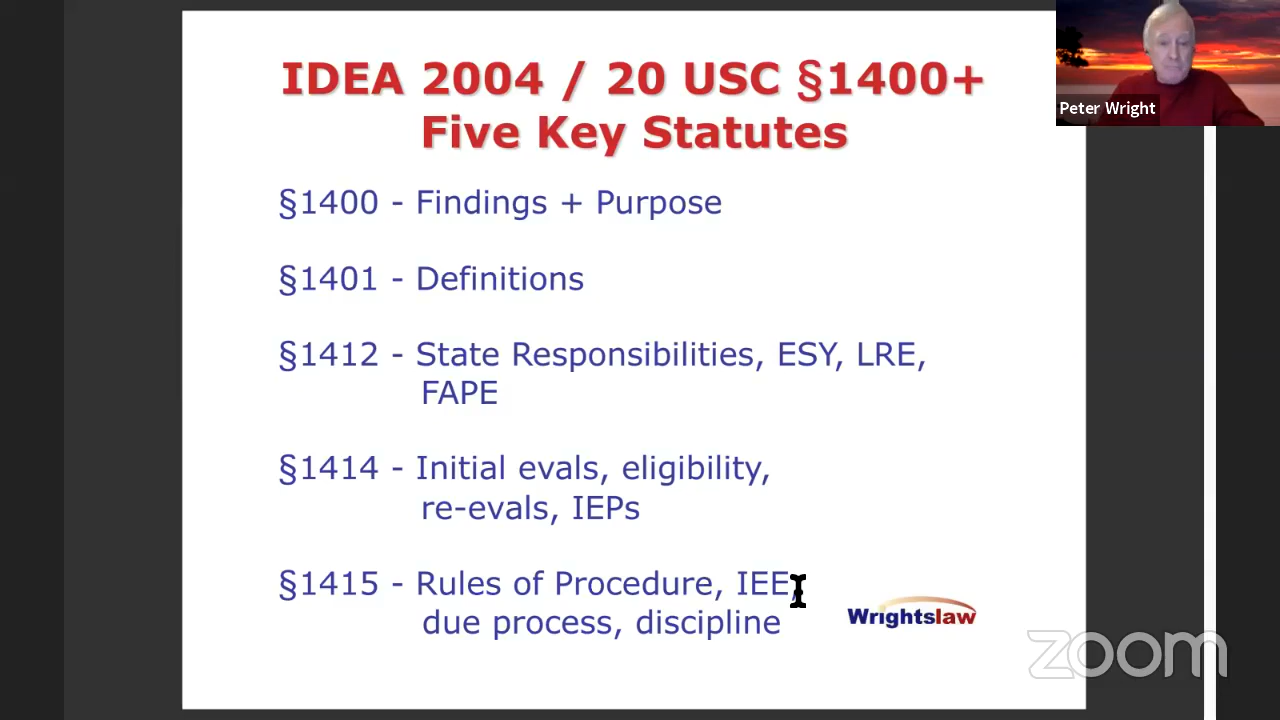 IDEA 2004 / 20 USC §1400+
Five Key Statutes
§1400 - Findings + Purpose
§1401 - Definitions
§1412 - State Responsibilities, ESY, LRE,
FAPE
§1414 - Initial evals, eligibility,
re-evals, IEPs
§1415 - Rules of Procedure, IEE,
due process, discipline
Wrightslaw
Peter Wright
zoom